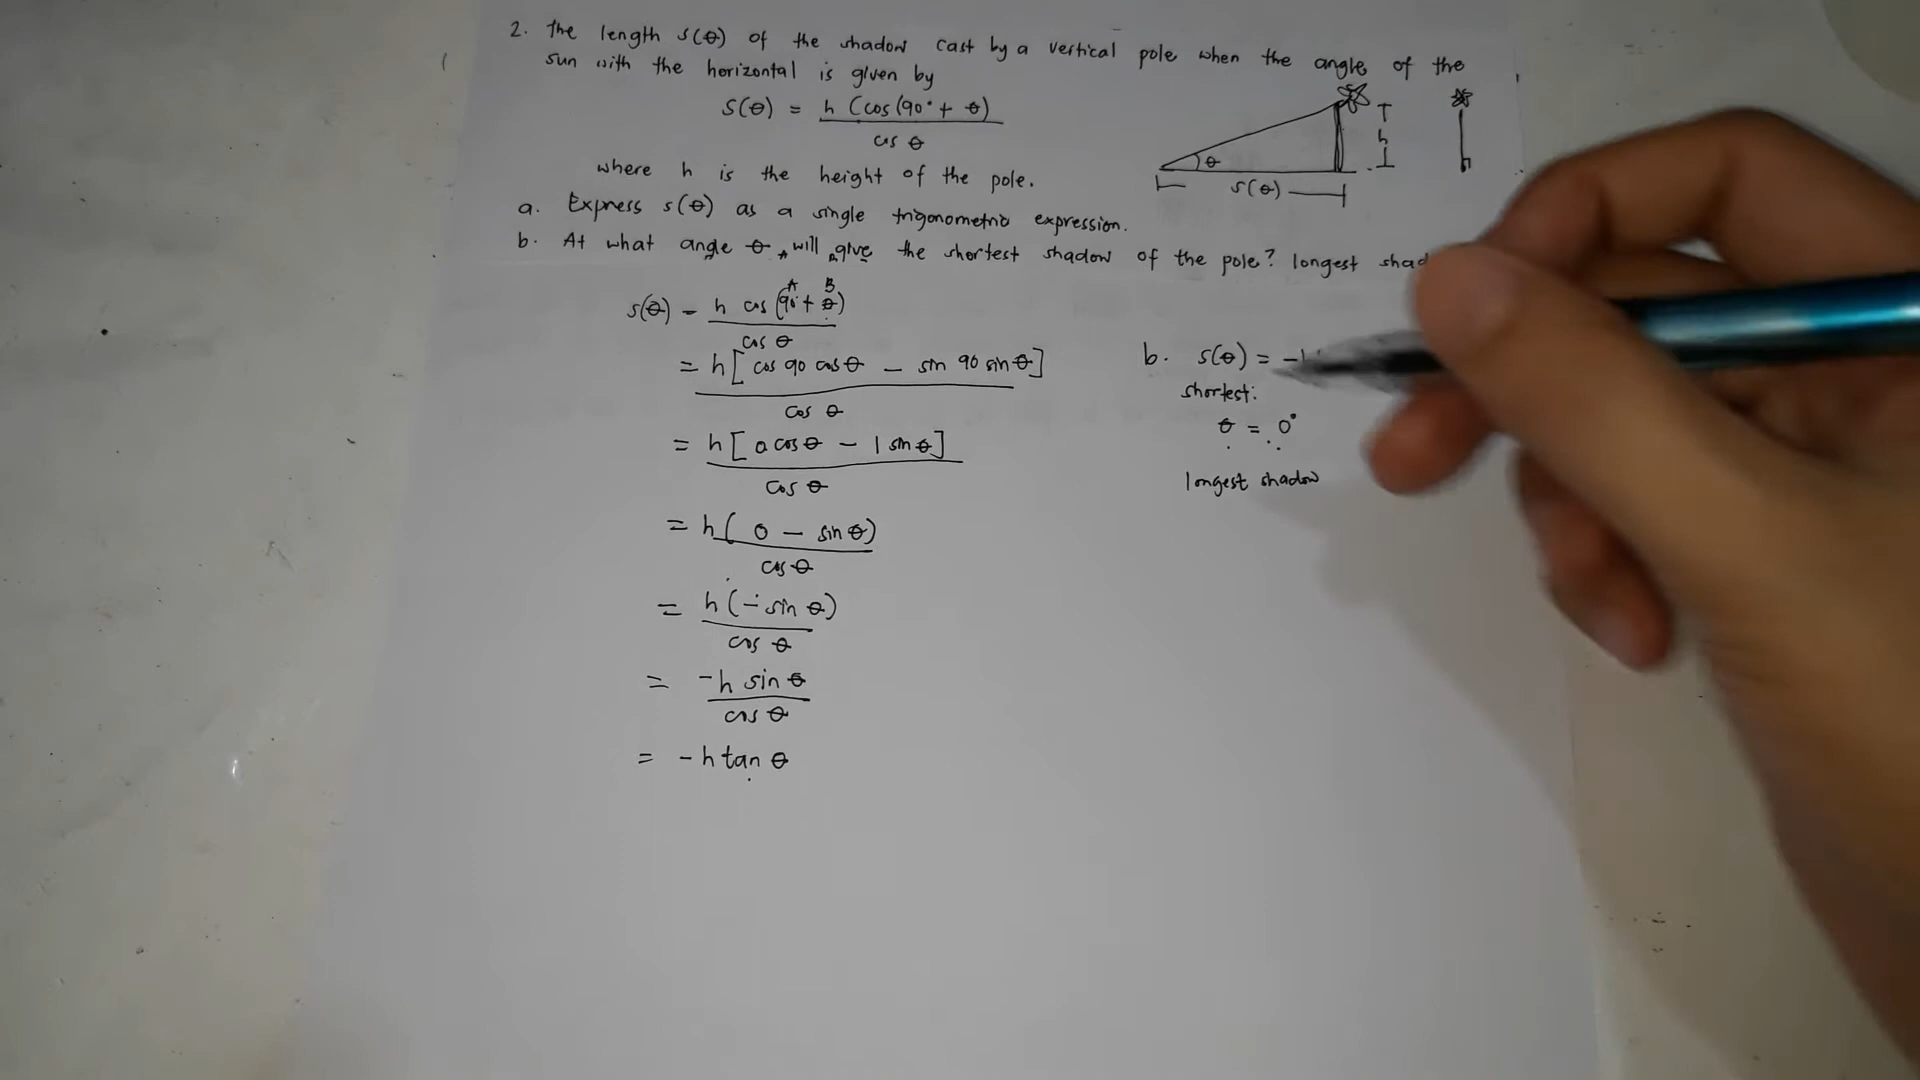 2. the length s(θ) of the shadow cast by a vertical pole when the angle of the
sun with the horizontal is given by
S(θ) = h (cos(90° + θ)
cos θ
where h is the height of the pole.
a. Express s(θ) as a single trigonometric expression.
b. At what angle θ will give the shortest shadow of the pole? longest shad
h
θ
s(θ)
A B
s(θ) = h cos (90 + θ)
cos θ
= h[cos 90 cos θ - sin 90 sin θ]
cos θ
= h[0 cos θ - 1 sin θ]
cos θ
= h(0 - sin θ)
cos θ
= h(-sin θ)
cos θ
= -h sin θ
cos θ
= -h tan θ
b. s(θ) = -
shortest:
θ = 0°
longest shadow